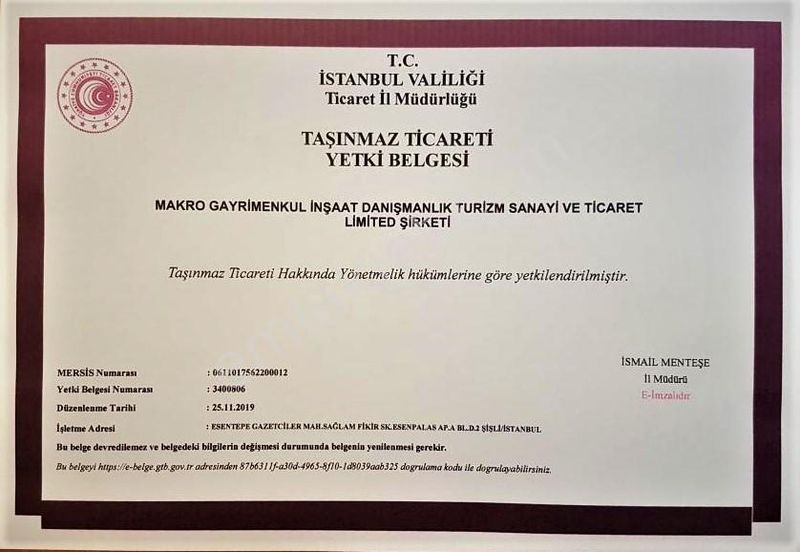 T.C.
İSTANBUL VALİLİĞİ
Ticaret İl Müdürlüğü
TAŞINMAZ TİCARETİ
YETKİ BELGESİ
MAKRO GAYRİMENKUL İNŞAAT DANIŞMANLIK TURİZM SANAYİ VE TİCARET
LİMİTED ŞİRKETİ
Taşınmaz Ticareti Hakkında Yönetmelik hükümlerine göre yetkilendirilmiştir.
İSMAİL MENTEŞE
İl Müdürü
E-İmzalıdır
MERSİS Numarası : 0611017562200012
Yetki Belgesi Numarası : 3400806
Düzenlenme Tarihi : 25.11.2019
İşletme Adresi : ESENTEPE GAZETCİLER MAH.SAĞLAM FİKİR SK.ESENPALAS AP.A BL.D.2 ŞİŞLİ/İSTANBUL
Bu belge devredilemez ve belgedeki bilgilerin değişmesi durumunda belgenin yenilenmesi gerekir.
Bu belgeyi https://e-belge.gtb.gov.tr adresinden 87b6311f-a30d-4965-8f10-1d8039aab325 dogrulama kodu ile dogrulayabilirsiniz.